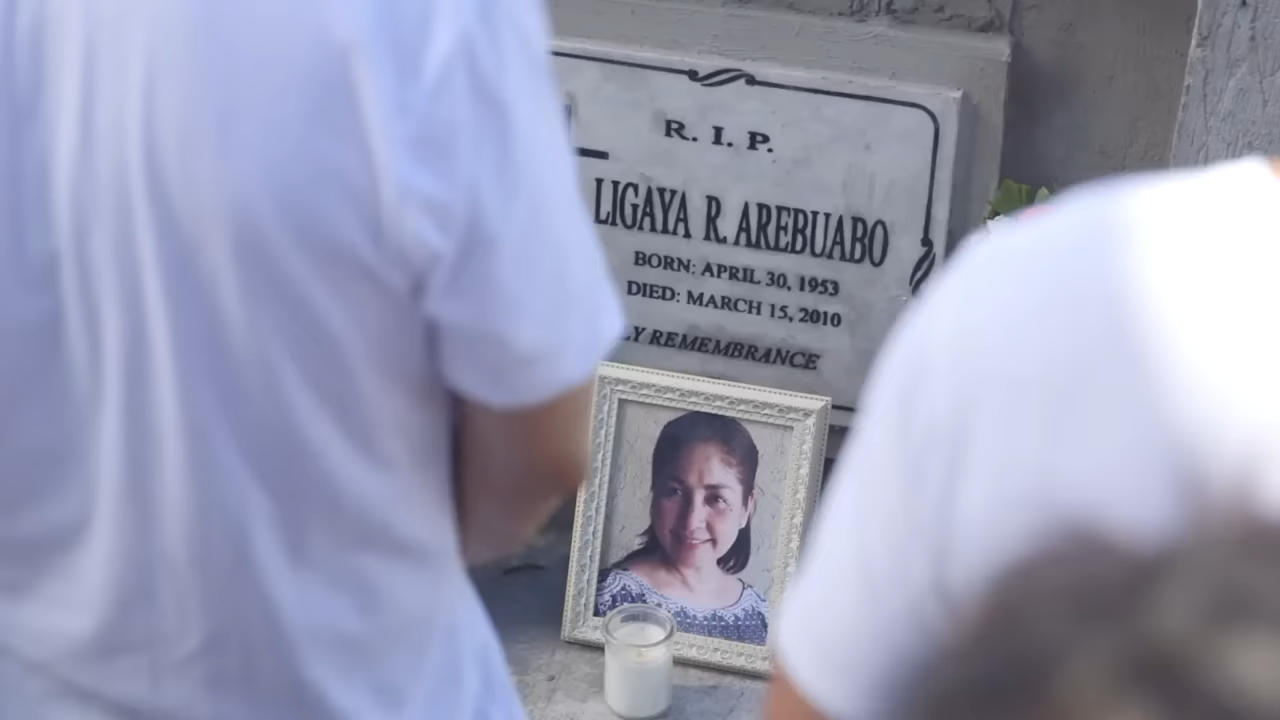 R. I. P.
LIGAYA R. AREBUABO
BORN: APRIL 30, 1953
DIED: MARCH 15, 2010
REMEMBRANCE